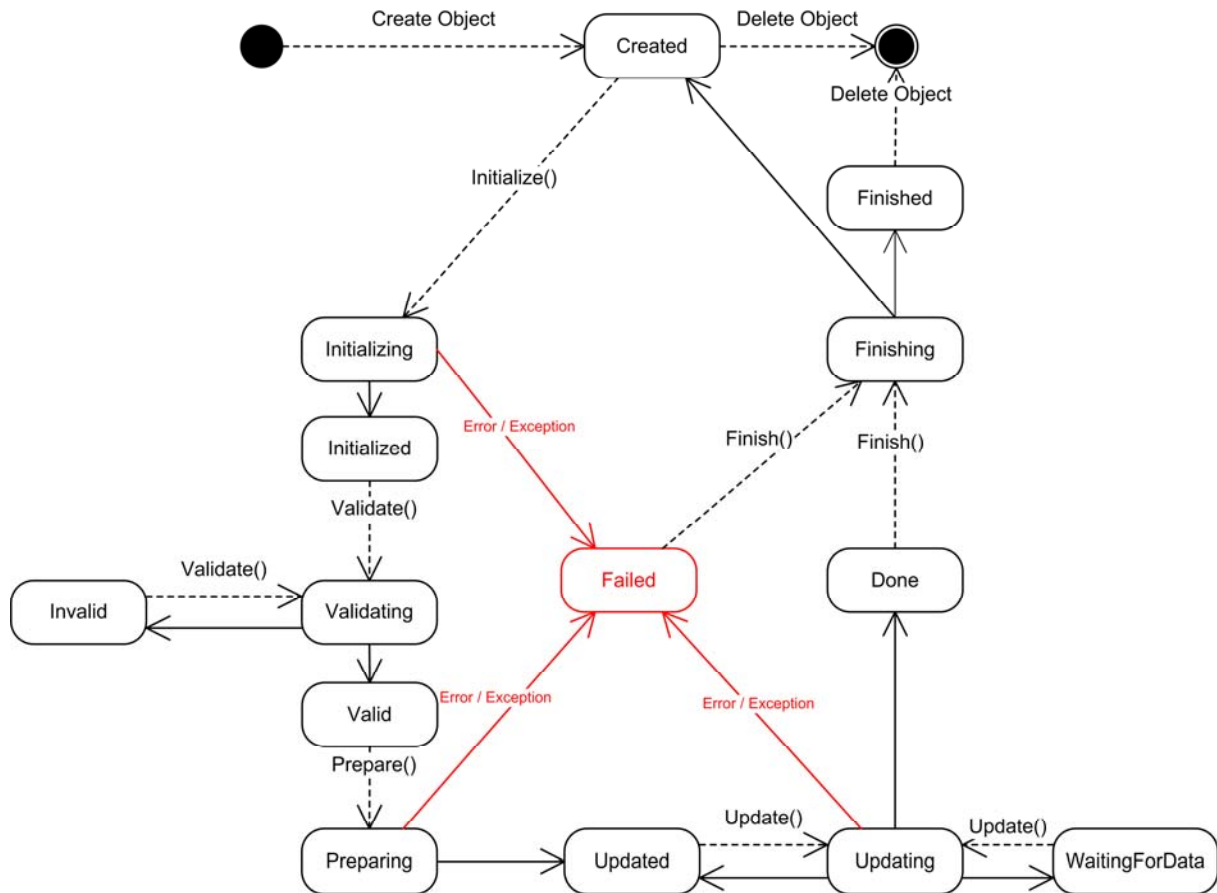 Create Object
Delete Object
Created
Delete Object
Initialize()
Finished
Initializing
Finishing
Error / Exception
Finish()
Finish()
Initialized
Validate()
Validate()
Failed
Done
Invalid
Validating
Error / Exception
Error / Exception
Valid
Prepare()
Update()
Update()
Preparing
Updated
Updating
WaitingForData